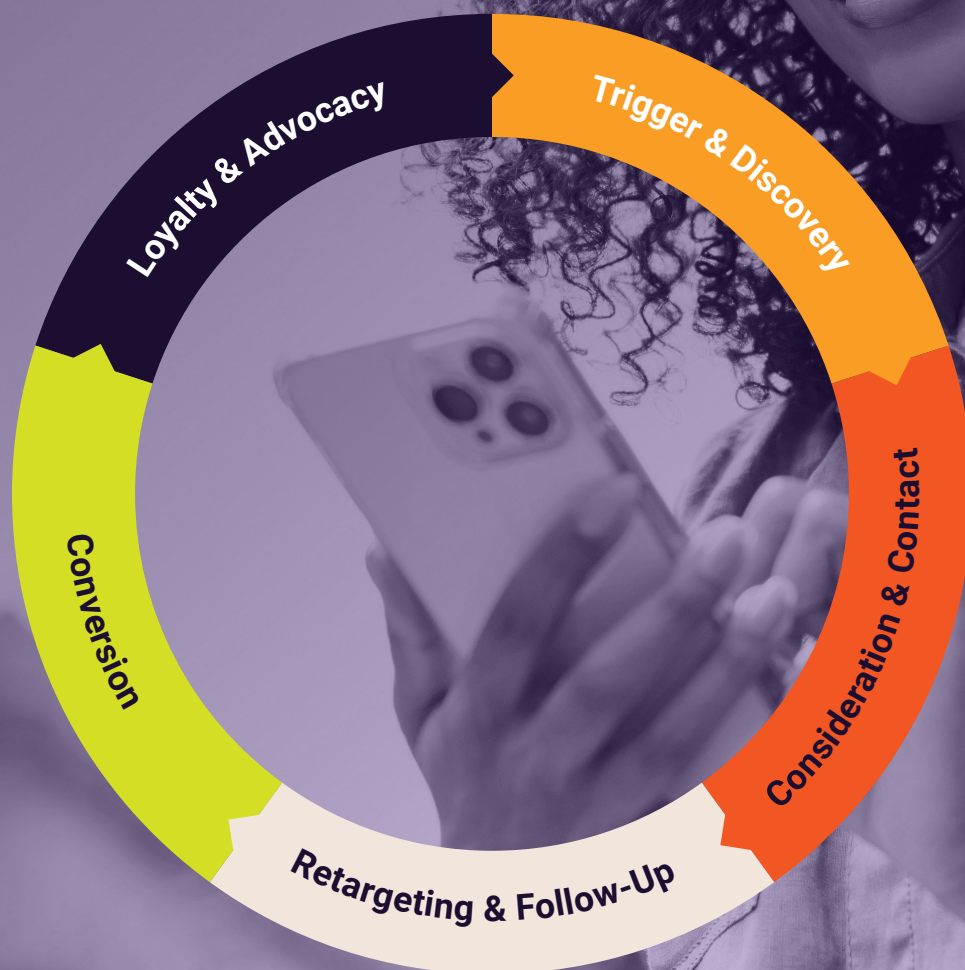 Trigger & Discovery
Consideration & Contact
Retargeting & Follow-Up
Conversion
Loyalty & Advocacy